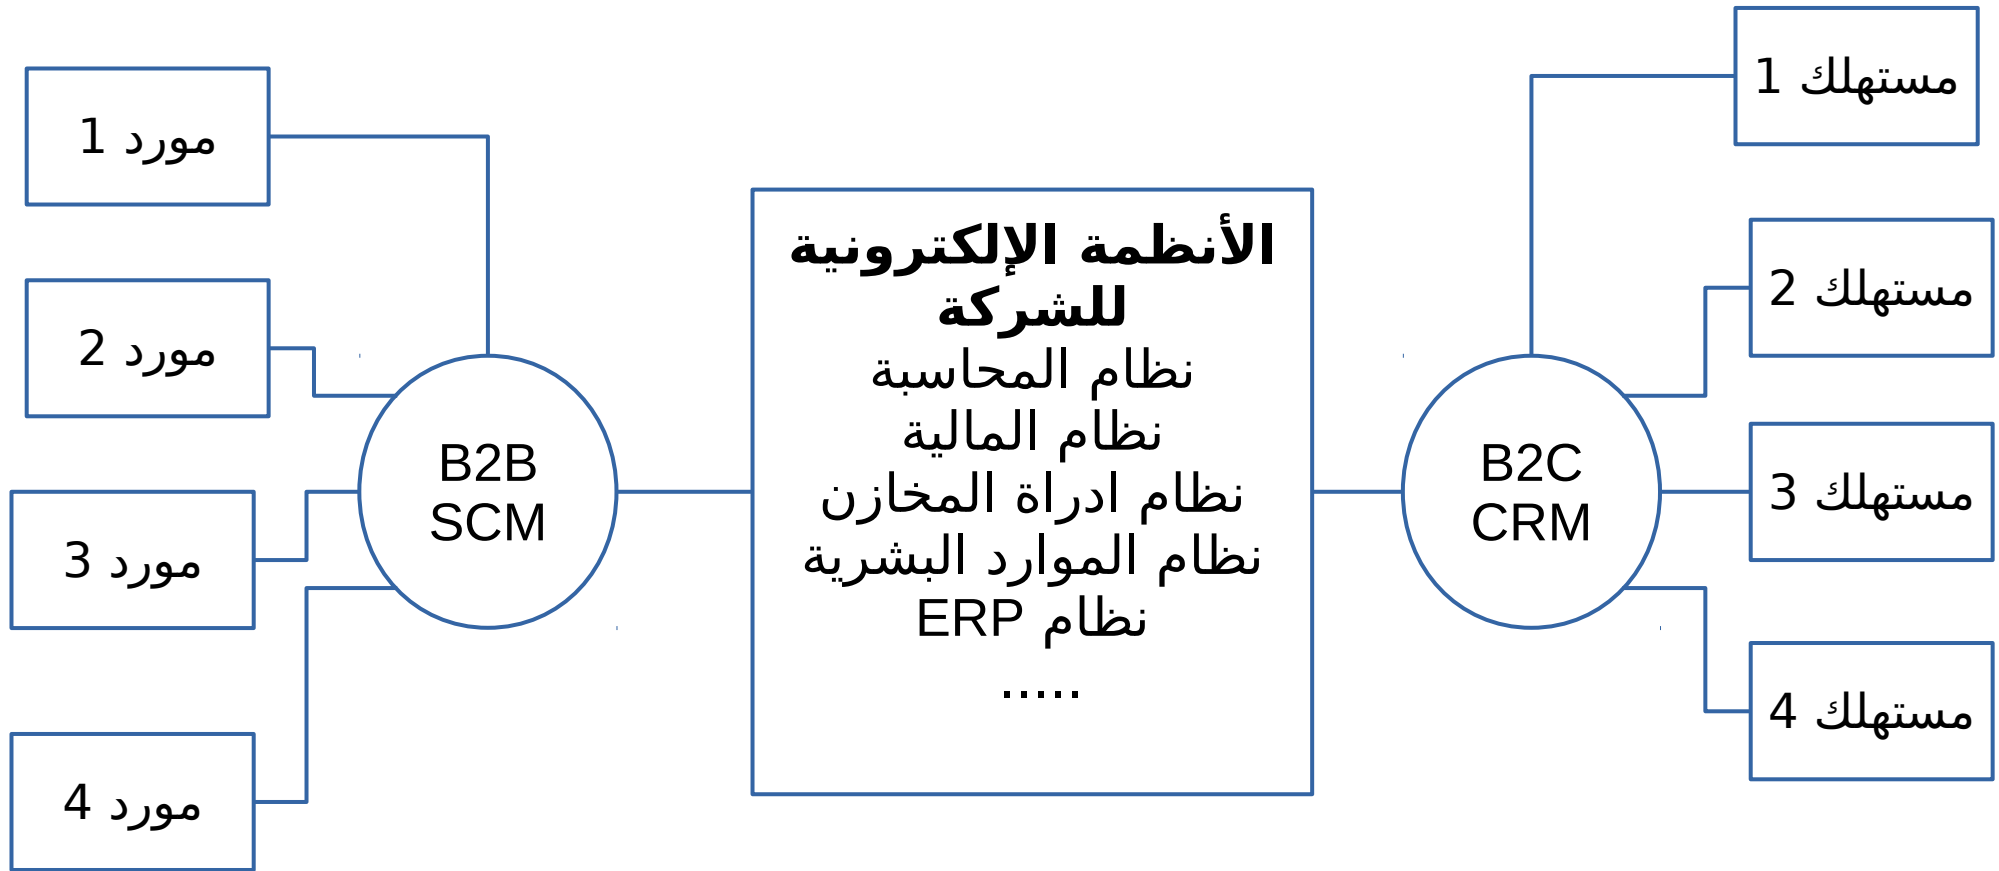 مورد 1
مورد 2
مورد 3
مورد 4
B2B
SCM
الأنظمة الإلكترونية
للشركة
نظام المحاسبة
نظام المالية
نظام ادراة المخازن
نظام الموارد البشرية
نظام ERP
.....
B2C
CRM
مستهلك 1
مستهلك 2
مستهلك 3
مستهلك 4